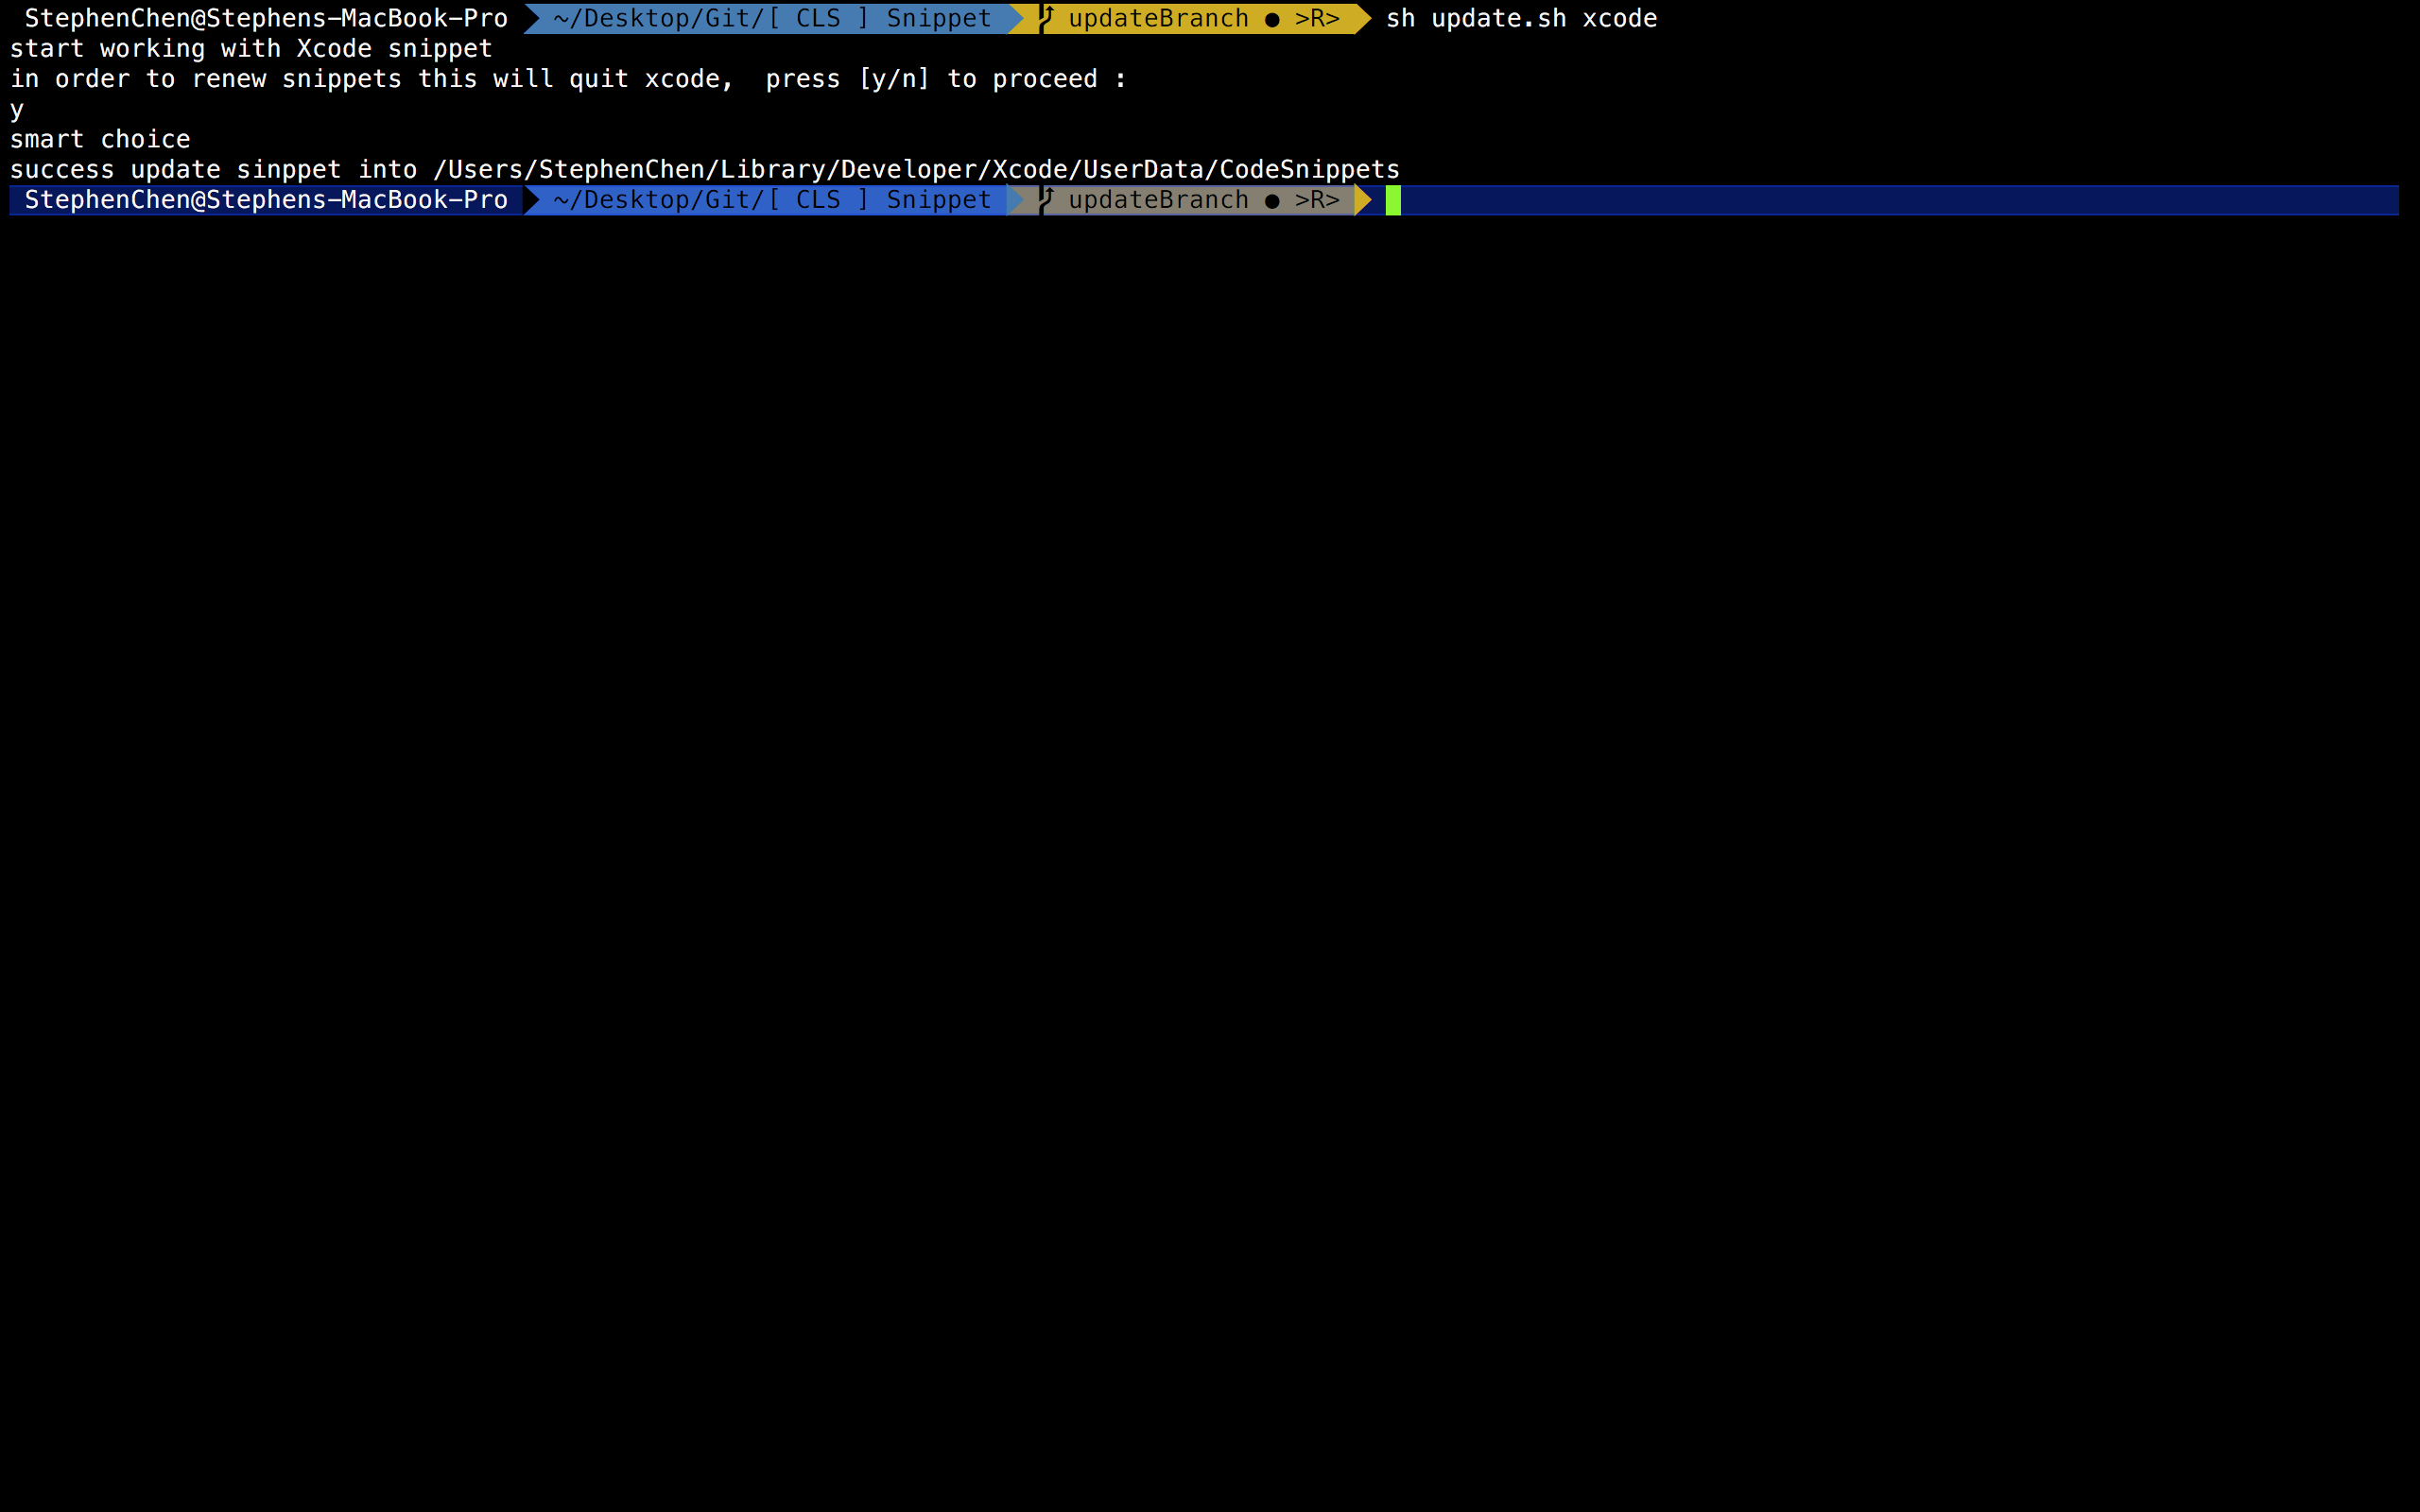 StephenChen@Stephens-MacBook-Pro ~/Desktop/Git/[ CLS ] Snippet updateBranch ● >R> sh update.sh xcode
start working with Xcode snippet
in order to renew snippets this will quit xcode,  press [y/n] to proceed :
y
smart choice
success update sinppet into /Users/StephenChen/Library/Developer/Xcode/UserData/CodeSnippets
StephenChen@Stephens-MacBook-Pro ~/Desktop/Git/[ CLS ] Snippet updateBranch ● >R>